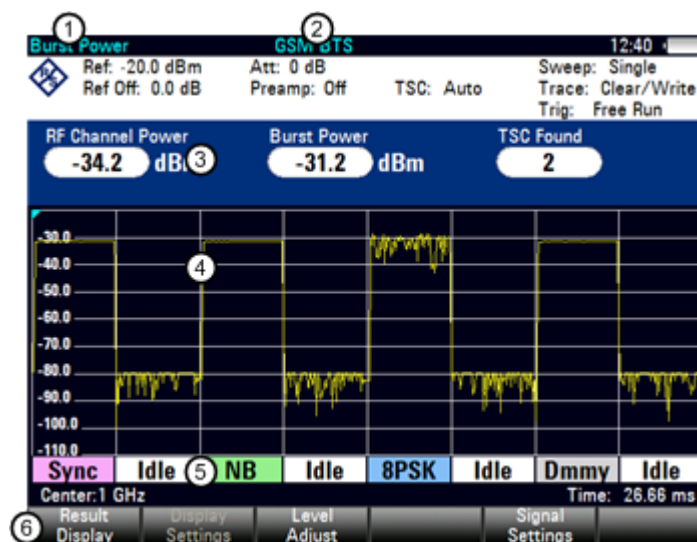 1 2
Burst Power GSM BTS 12:40
Ref: -20.0 dBm Att: 0 dB Sweep: Single
Ref Off: 0.0 dB Preamp: Off TSC: Auto Trace: Clear/Write
Trig: Free Run
RF Channel Power Burst Power TSC Found
-34.2 3 -31.2 dBm 2
-30.0
-40.0 4
-50.0
-60.0
-70.0
-80.0
-90.0
-100.0
-110.0
Sync Idle 5 NB Idle 8PSK Idle Dmmy Idle
Center:1 GHz Time: 26.66 ms
6 Result Display Level Signal
Display Settings Adjust Settings